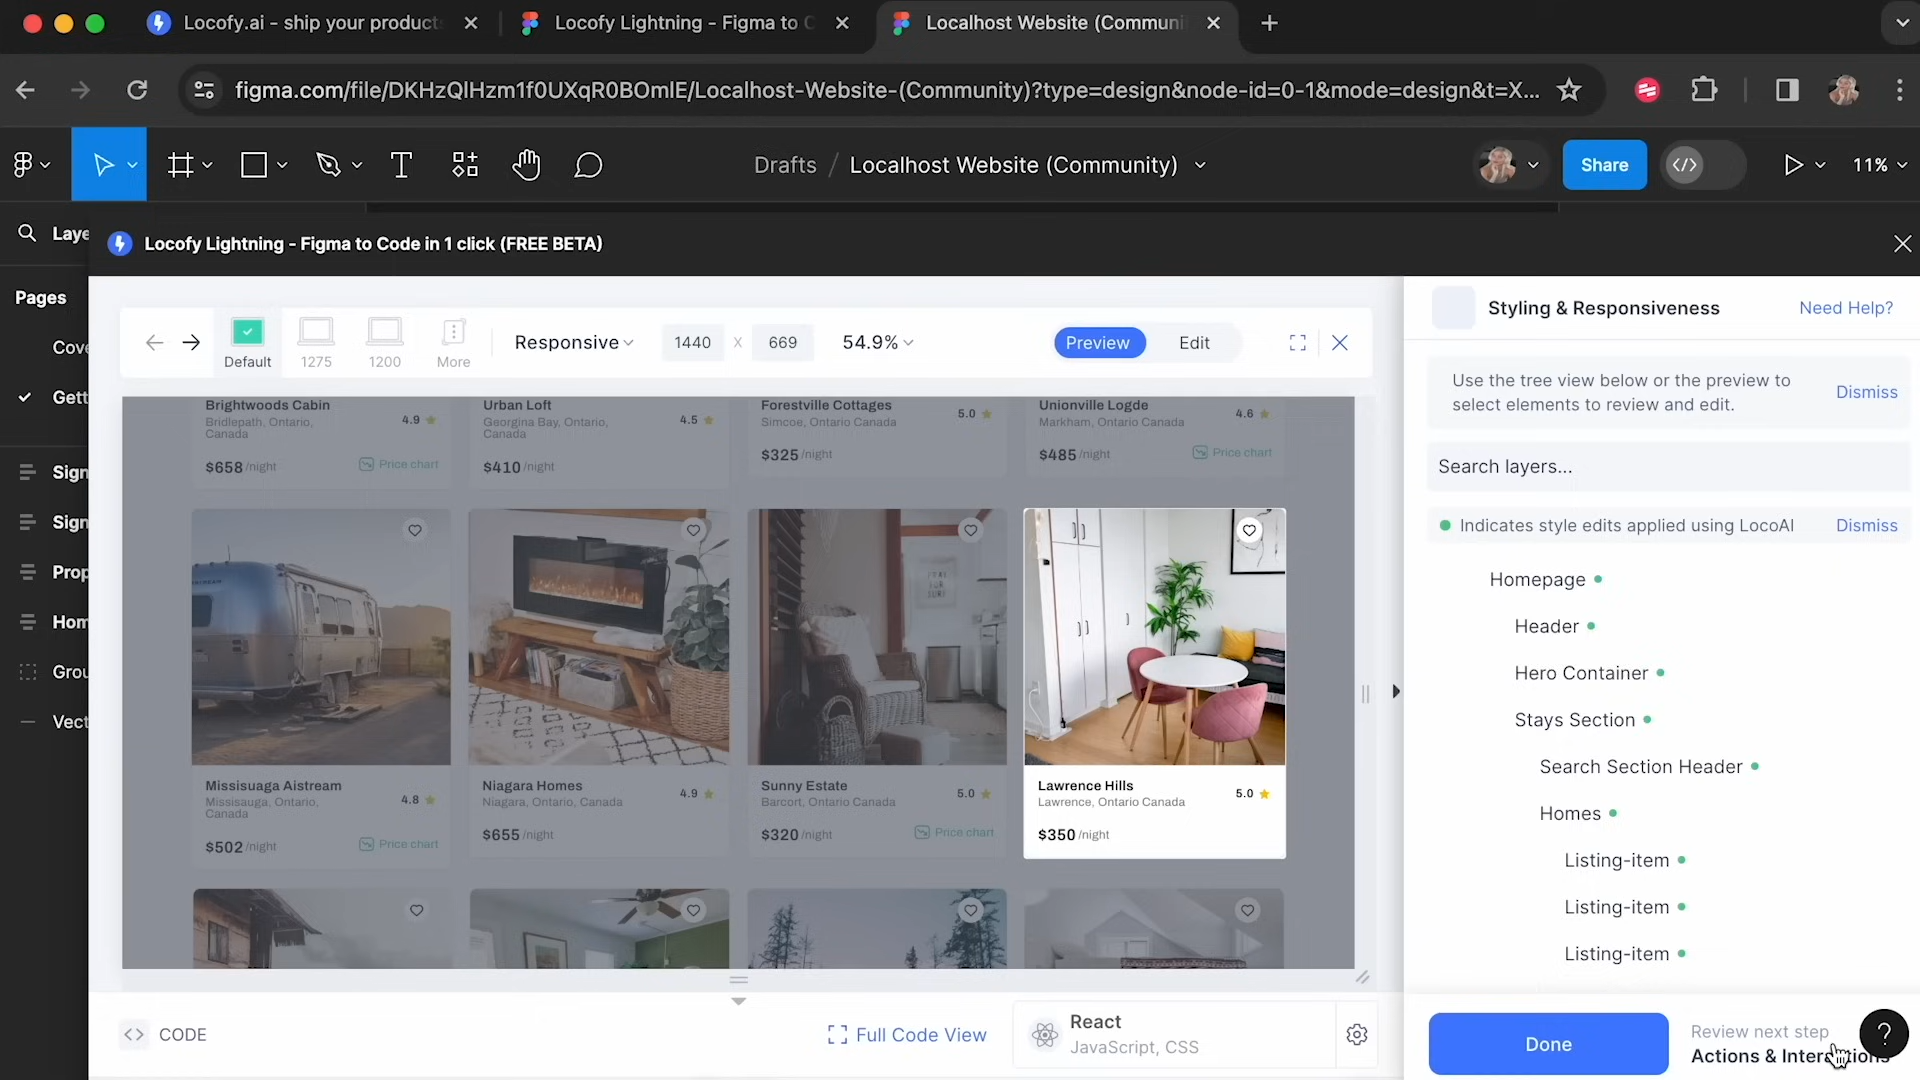 Locofy.ai - ship your product
Locofy Lightning - Figma to C
Localhost Website (Communi
figma.com/file/DKHzQlHzm1f0UXqR0BOmlE/Localhost-Website-(Community)?type=design&node-id=0-1&mode=design&t=X...
Drafts / Localhost Website (Community)
Share
11%
Laye
Locofy Lightning - Figma to Code in 1 click (FREE BETA)
Pages
Cove
Gett
Sign
Sign
Prop
Hom
Grou
Vect
Default
1275
1200
More
Responsive
1440 x 669
54.9%
Preview
Edit
Brightwoods Cabin
Bridlepath, Ontario,
Canada
4.9
$658 /night
Price chart
Urban Loft
Georgina Bay, Ontario,
Canada
4.5
$410 /night
Forestville Cottages
Simcoe, Ontario Canada
5.0
$325 /night
Unionville Logde
Markham, Ontario Canada
4.6
$485 /night
Price chart
Missisuaga Aistream
Missisauga, Ontario,
Canada
4.8
$502 /night
Price chart
Niagara Homes
Niagara, Ontario, Canada
4.9
$655 /night
Sunny Estate
Barcort, Ontario Canada
5.0
$320 /night
Price chart
Lawrence Hills
Lawrence, Ontario Canada
5.0
$350 /night
<> CODE
Full Code View
React
JavaScript, CSS
Styling & Responsiveness
Need Help?
Use the tree view below or the preview to
select elements to review and edit.
Dismiss
Search layers...
Indicates style edits applied using LocoAI
Dismiss
Homepage
Header
Hero Container
Stays Section
Search Section Header
Homes
Listing-item
Listing-item
Listing-item
Done
Review next step
Actions & Interactions
?